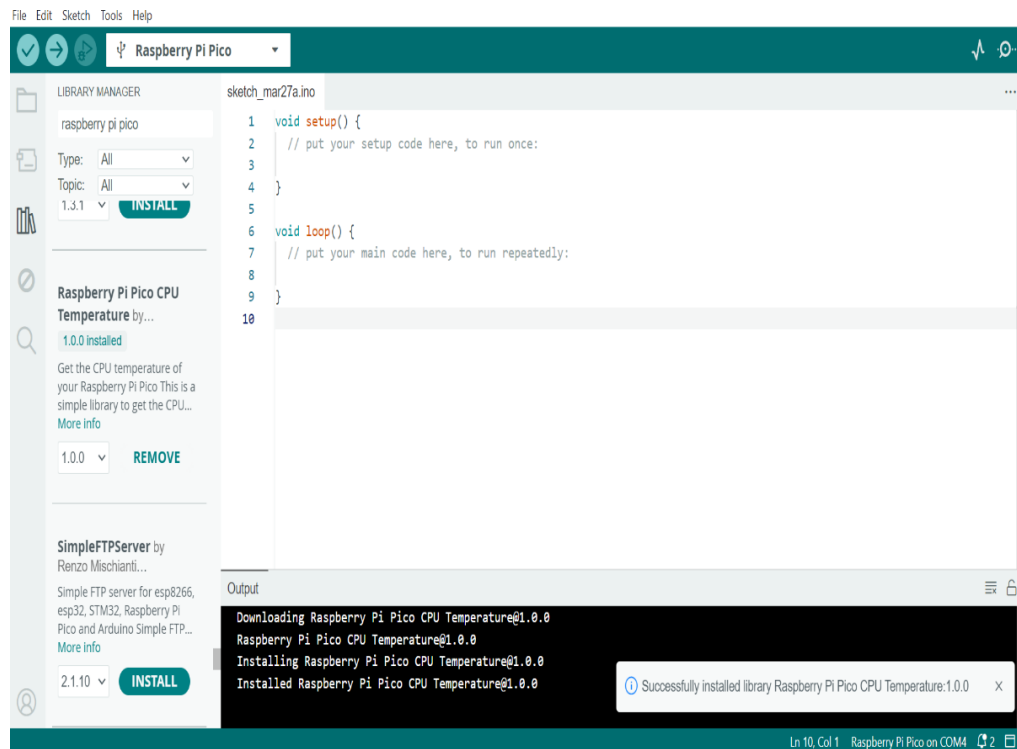 File Edit Sketch Tools Help
Raspberry Pi Pico
LIBRARY MANAGER
raspberry pi pico
Type: All
Topic: All
1.3.1 INSTALL
Raspberry Pi Pico CPU
Temperature by...
1.0.0 installed
Get the CPU temperature of
your Raspberry Pi Pico This is a
simple library to get the CPU...
More info
1.0.0 REMOVE
SimpleFTPServer by
Renzo Mischianti...
Simple FTP server for esp8266,
esp32, STM32, Raspberry Pi
Pico and Arduino Simple FTP...
More info
2.1.10 INSTALL
sketch_mar27a.ino
1 void setup() {
2 // put your setup code here, to run once:
3
4 }
5
6 void loop() {
7 // put your main code here, to run repeatedly:
8
9 }
10
Output
Downloading Raspberry Pi Pico CPU Temperature@1.0.0
Raspberry Pi Pico CPU Temperature@1.0.0
Installing Raspberry Pi Pico CPU Temperature@1.0.0
Installed Raspberry Pi Pico CPU Temperature@1.0.0
Successfully installed library Raspberry Pi Pico CPU Temperature:1.0.0 X
Ln 10, Col 1 Raspberry Pi Pico on COM4 2